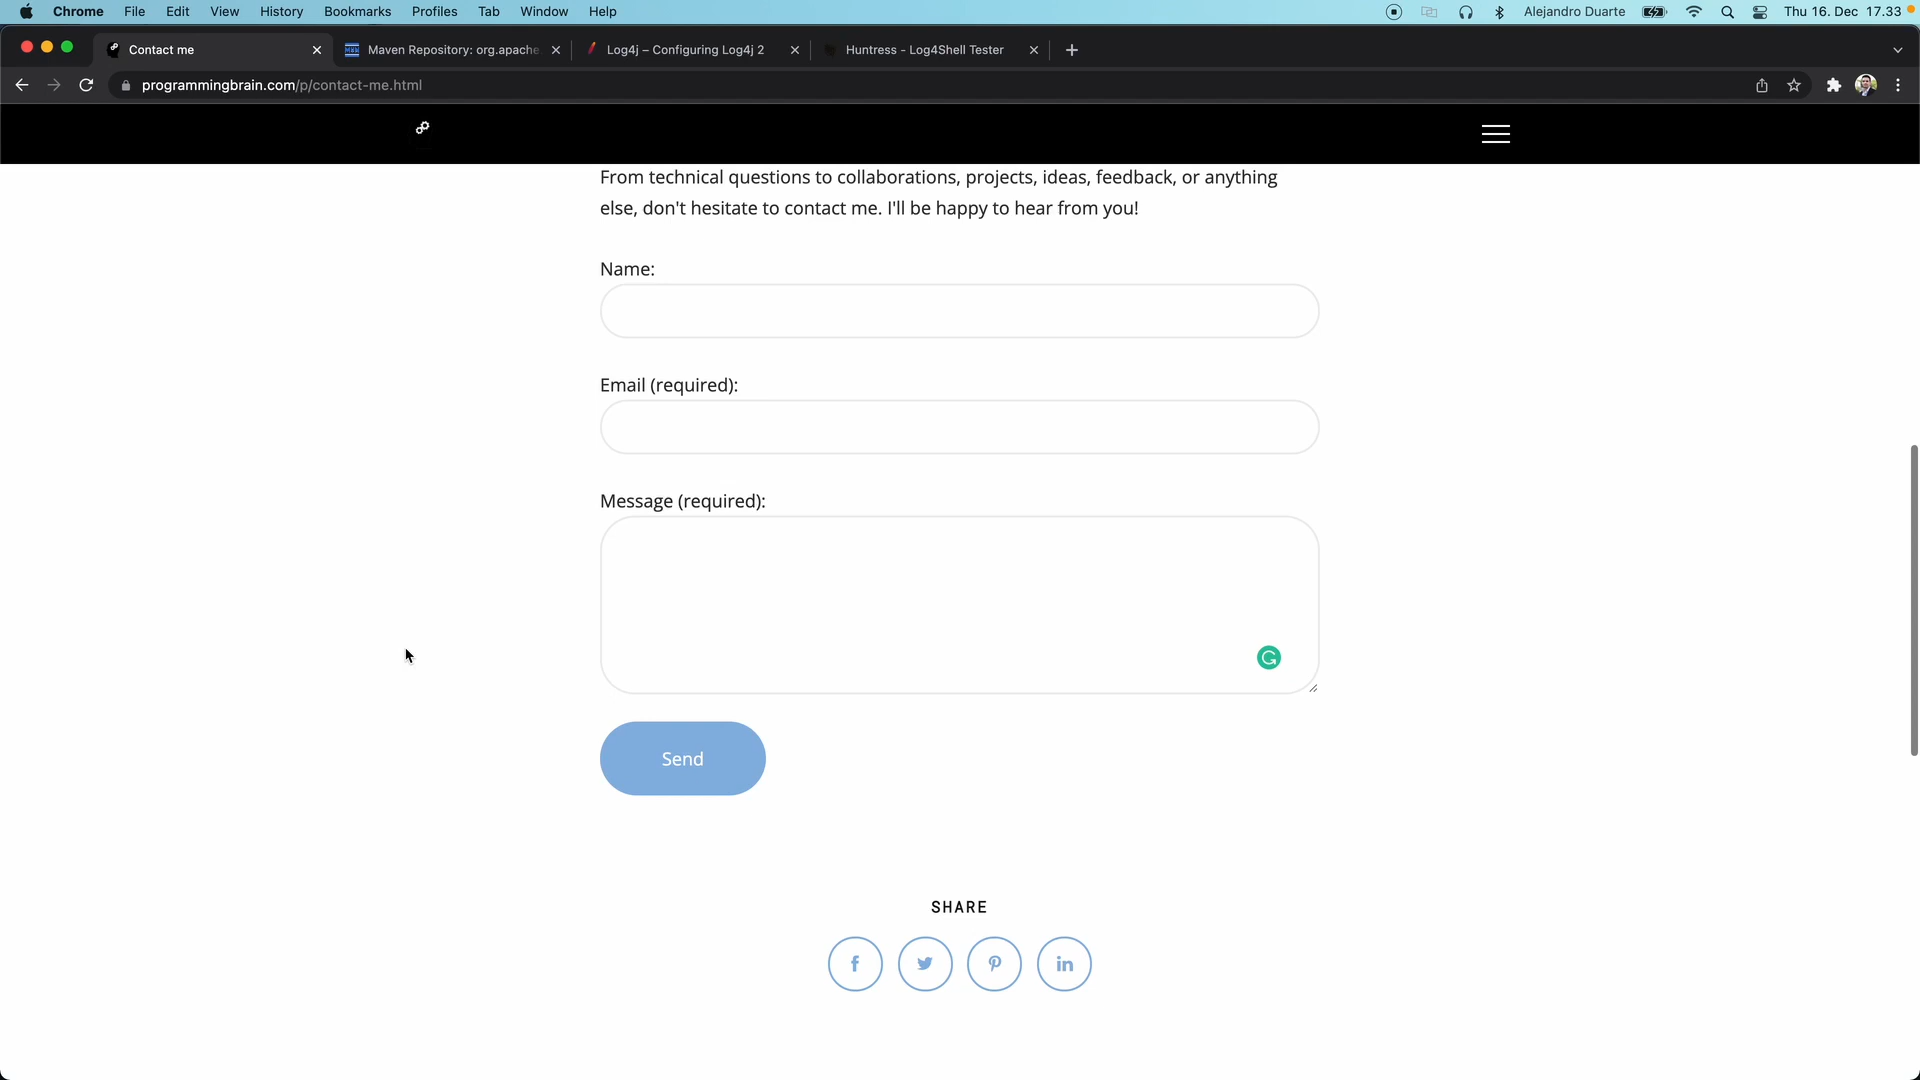 Chrome File Edit View History Bookmarks Profiles Tab Window Help Alejandro Duarte Thu 16. Dec 17.33
Contact me Maven Repository: org.apache Log4j – Configuring Log4j 2 Huntress - Log4Shell Tester
programmingbrain.com/p/contact-me.html
From technical questions to collaborations, projects, ideas, feedback, or anything
else, don't hesitate to contact me. I'll be happy to hear from you!
Name:
Email (required):
Message (required):
Send
SHARE